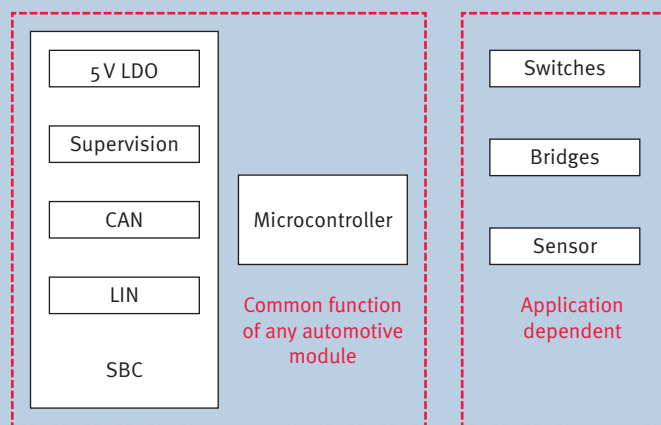 5 V LDO
Supervision
CAN
LIN
SBC
Microcontroller
Common function
of any automotive
module
Switches
Bridges
Sensor
Application
dependent